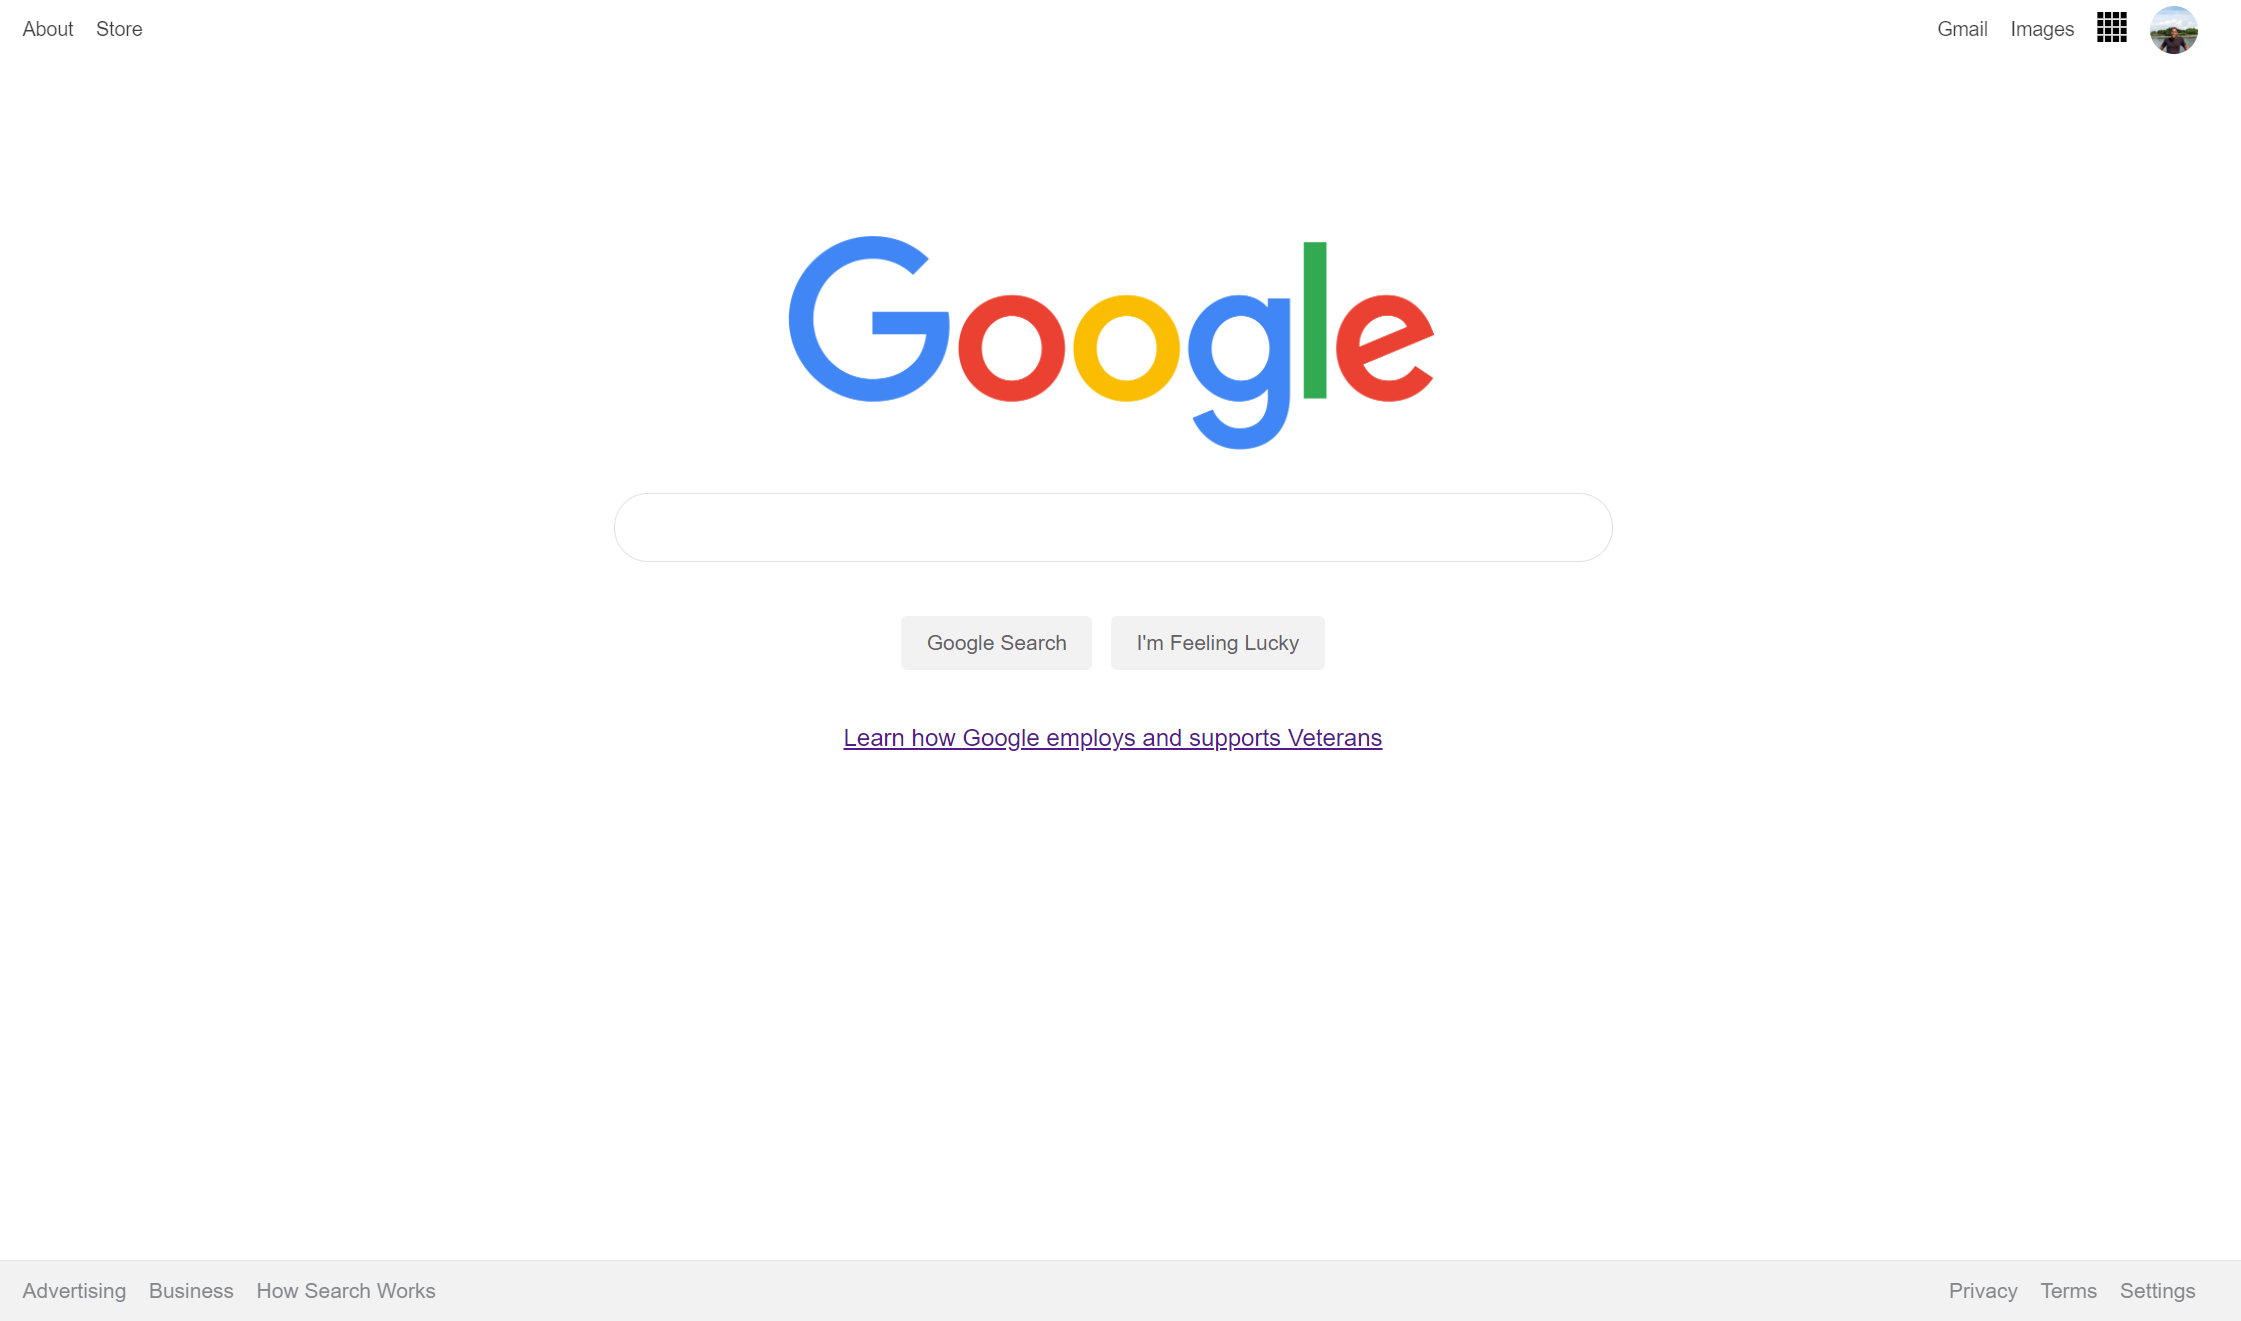 About Store Gmail Images
Google
Google Search I'm Feeling Lucky
Learn how Google employs and supports Veterans
Advertising Business How Search Works Privacy Terms Settings